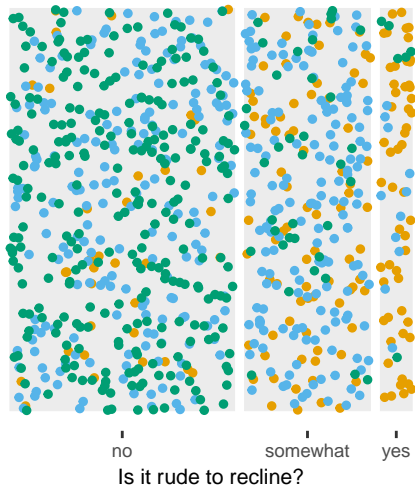 no somewhat yes
Is it rude to recline?